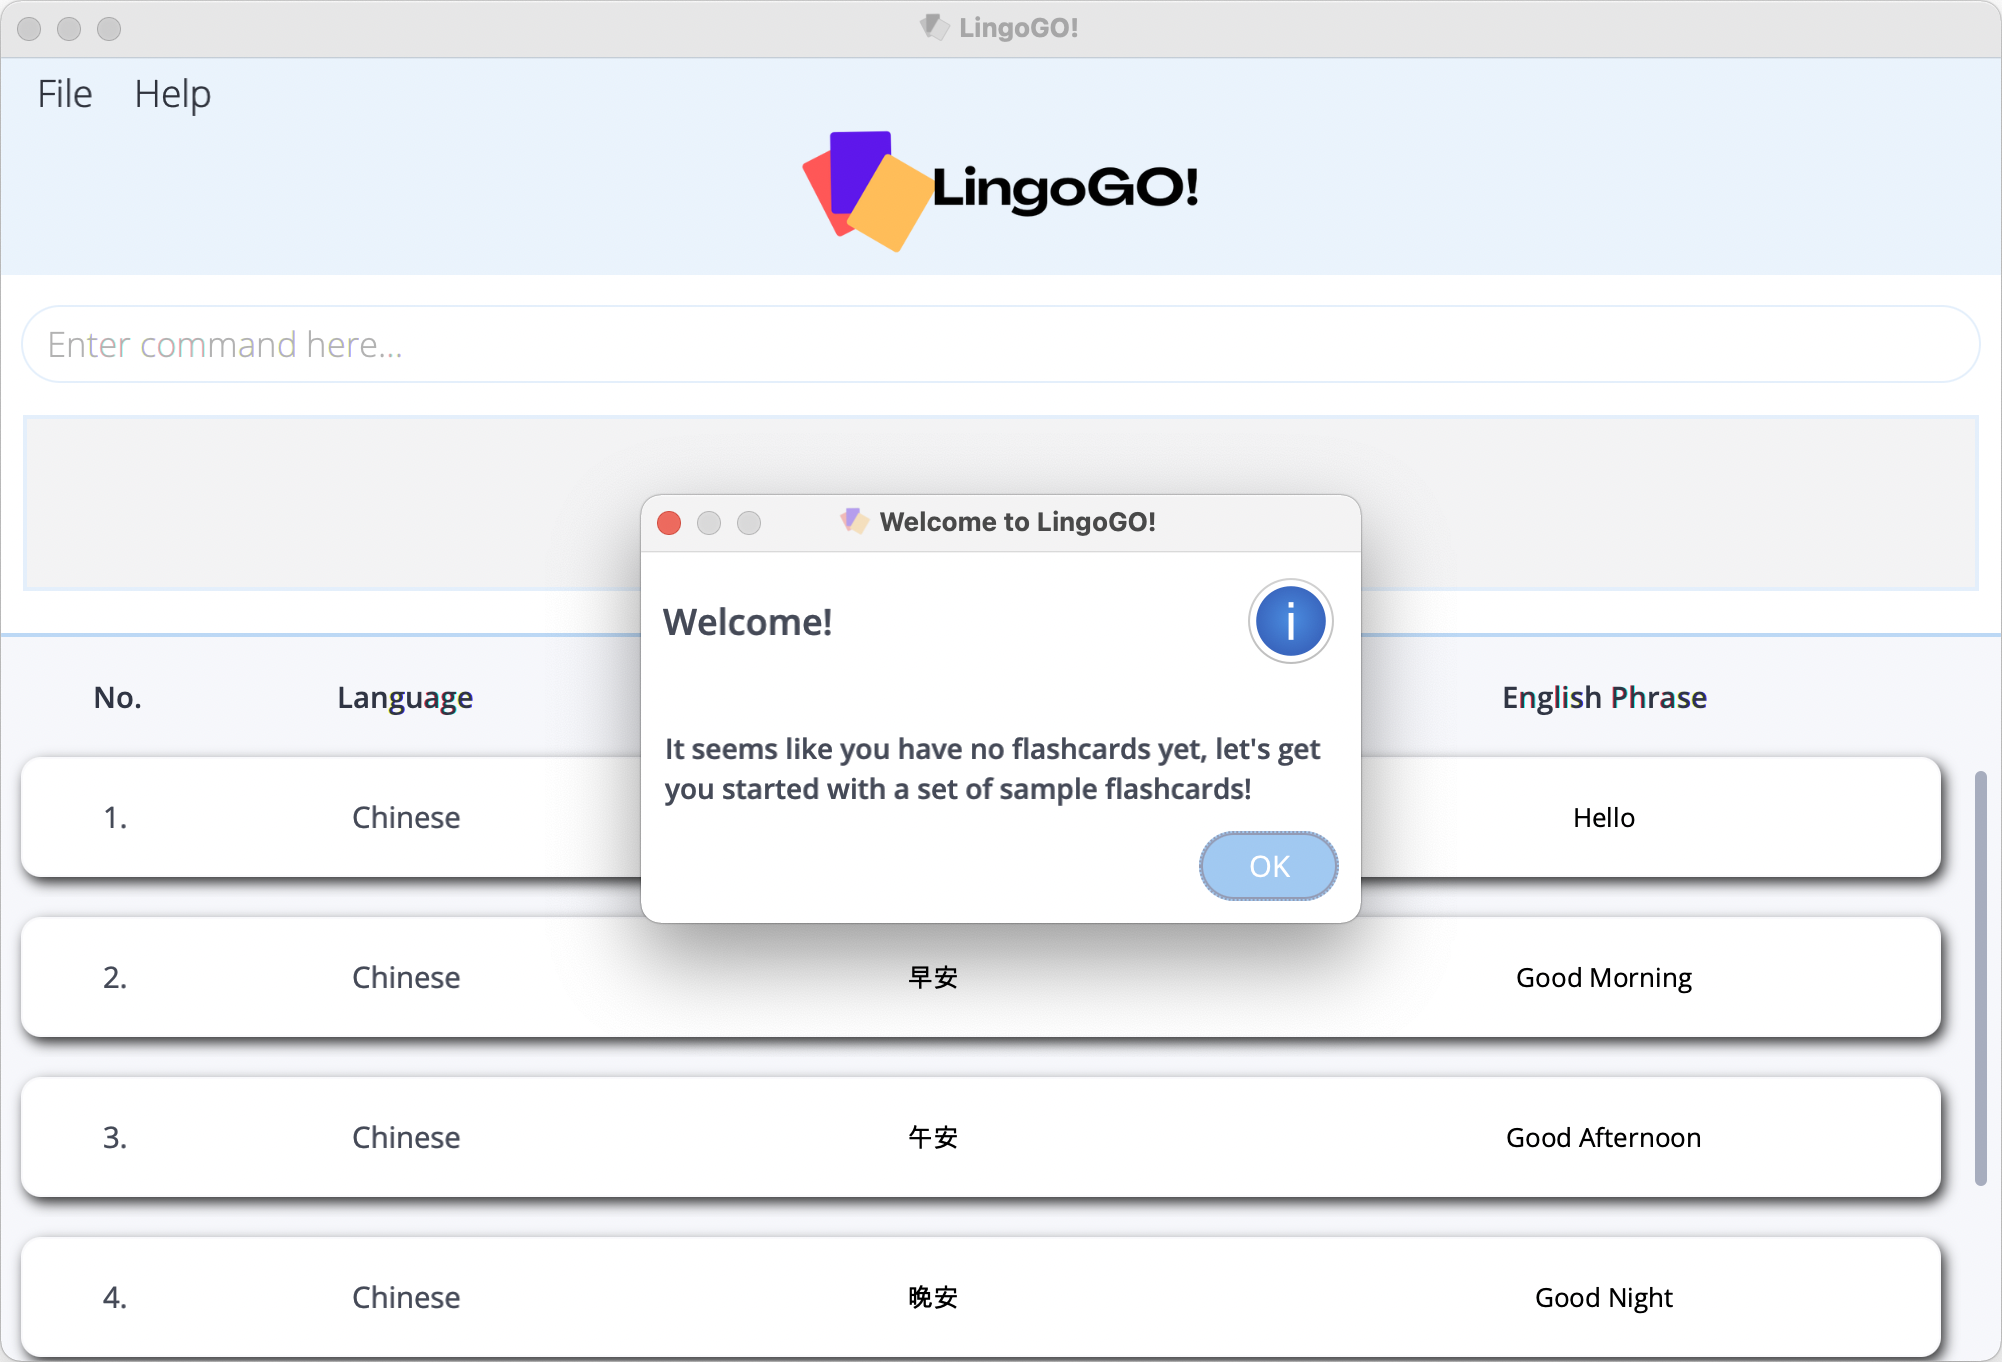 LingoGO!
File Help
LingoGO!
Enter command here...
Welcome to LingoGO!
Welcome!
i
It seems like you have no flashcards yet, let's get
you started with a set of sample flashcards!
OK
No. Language English Phrase
1. Chinese Hello
2. Chinese 早安 Good Morning
3. Chinese 午安 Good Afternoon
4. Chinese 晚安 Good Night